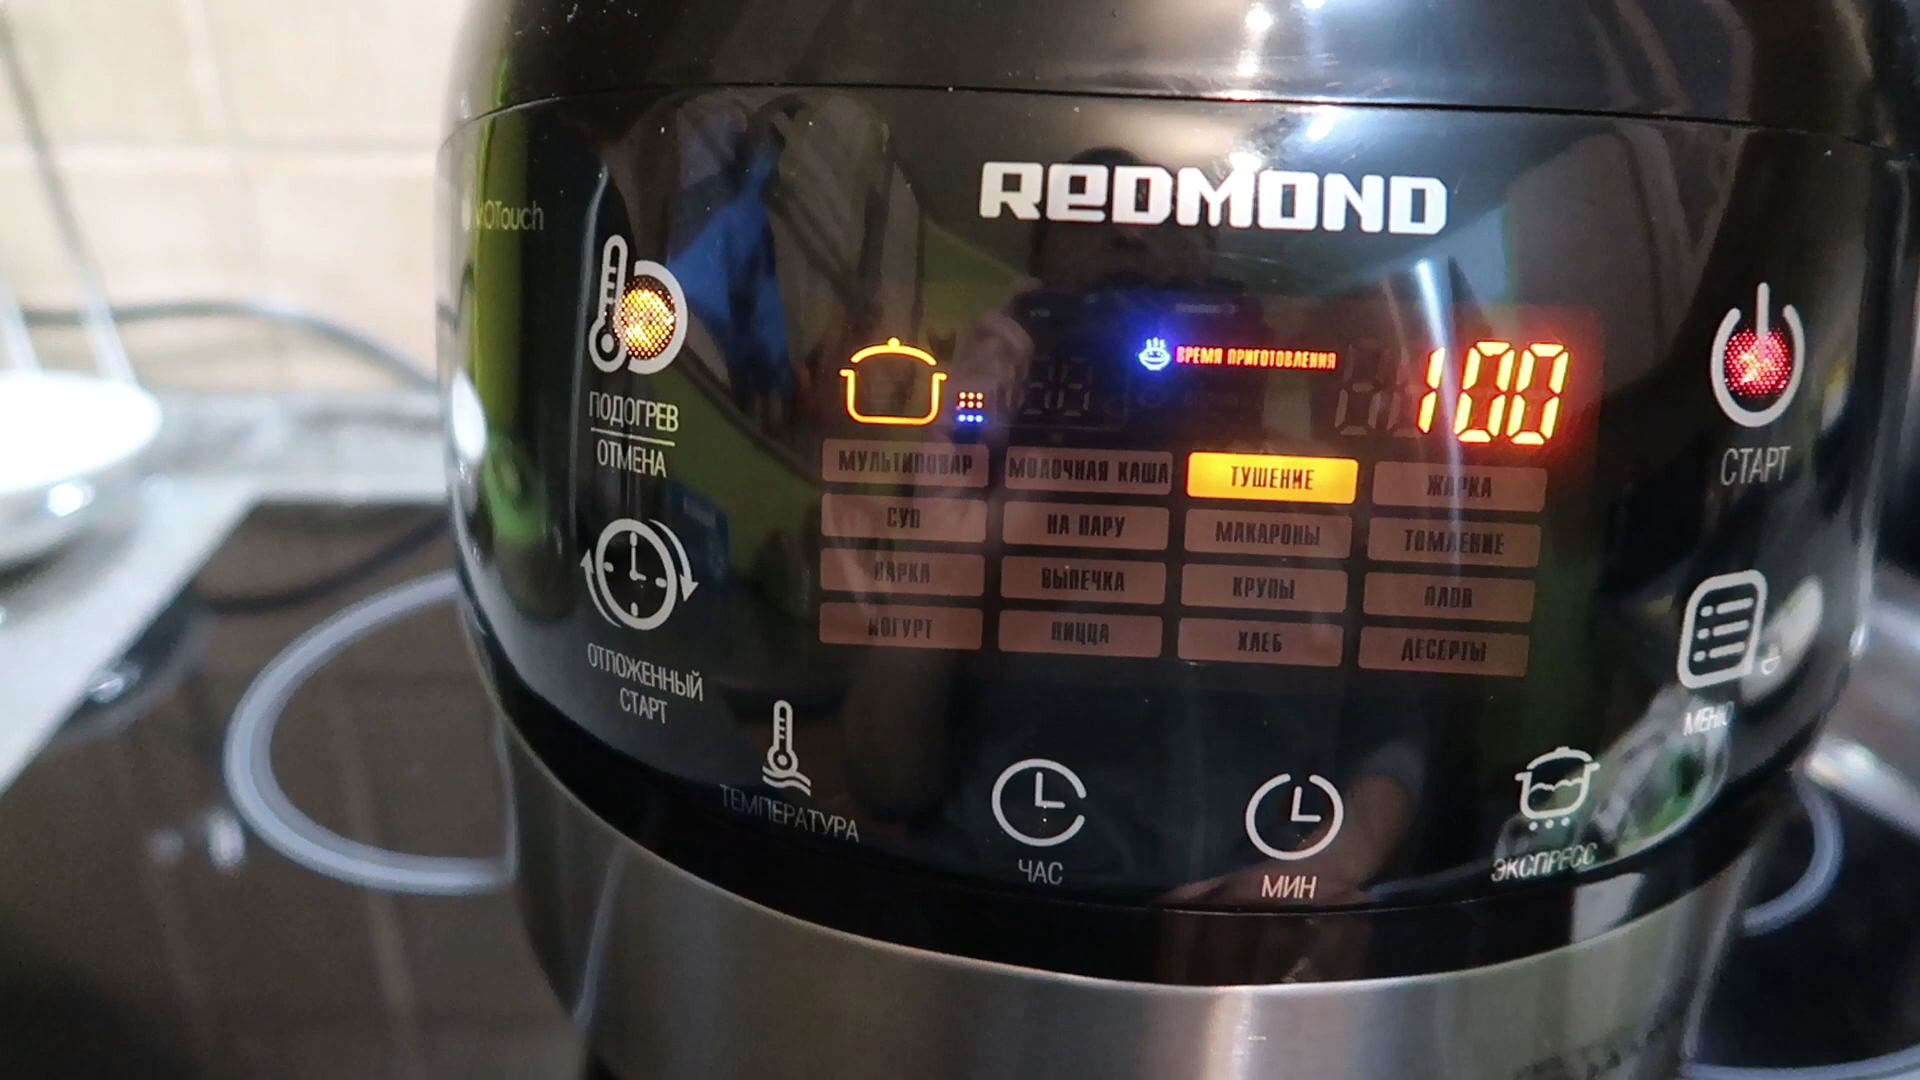 REDMOND
ВРЕМЯ ПРИГОТОВЛЕНИЯ
100
ПОДОГРЕВ
ОТМЕНА
СТАРТ
МУЛЬТИПОВАР МОЛОЧНАЯ КАША ТУШЕНИЕ ЖАРКА
СУП НА ПАРУ МАКАРОНЫ ТОМЛЕНИЕ
ВАРКА ВЫПЕЧКА КРУПЫ ПЛОВ
ЙОГУРТ ПИЦЦА ХЛЕБ ДЕСЕРТЫ
ОТЛОЖЕННЫЙ
СТАРТ
МЕНЮ
ТЕМПЕРАТУРА
ЧАС
МИН
ЭКСПРЕСС